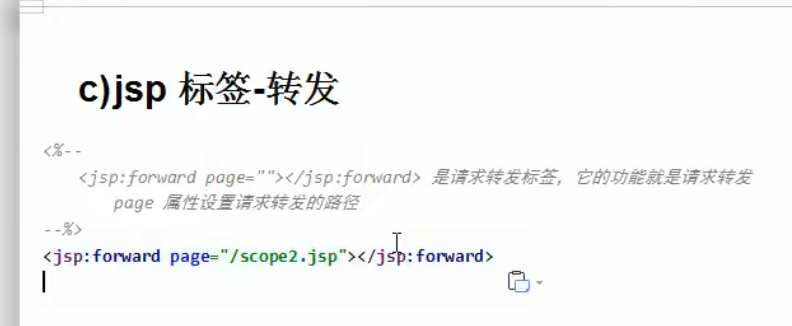 c)jsp 标签-转发
<%--
<jsp:forward page=""></jsp:forward> 是请求转发标签，它的功能就是请求转发
page 属性设置请求转发的路径
--%>
<jsp:forward page="/scope2.jsp"></jsp:forward>